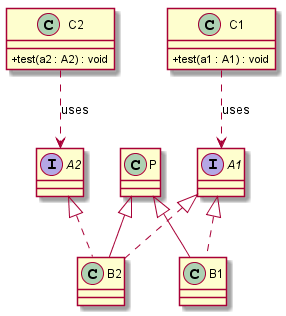 C C2
+test(a2 : A2) : void
C C1
+test(a1 : A1) : void
uses
uses
I A2
C P
I A1
C B2
C B1